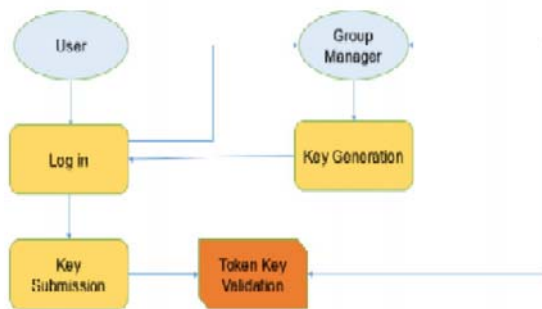 User
Group
Manager
Log in
Key Generation
Key
Submission
Token Key
Validation